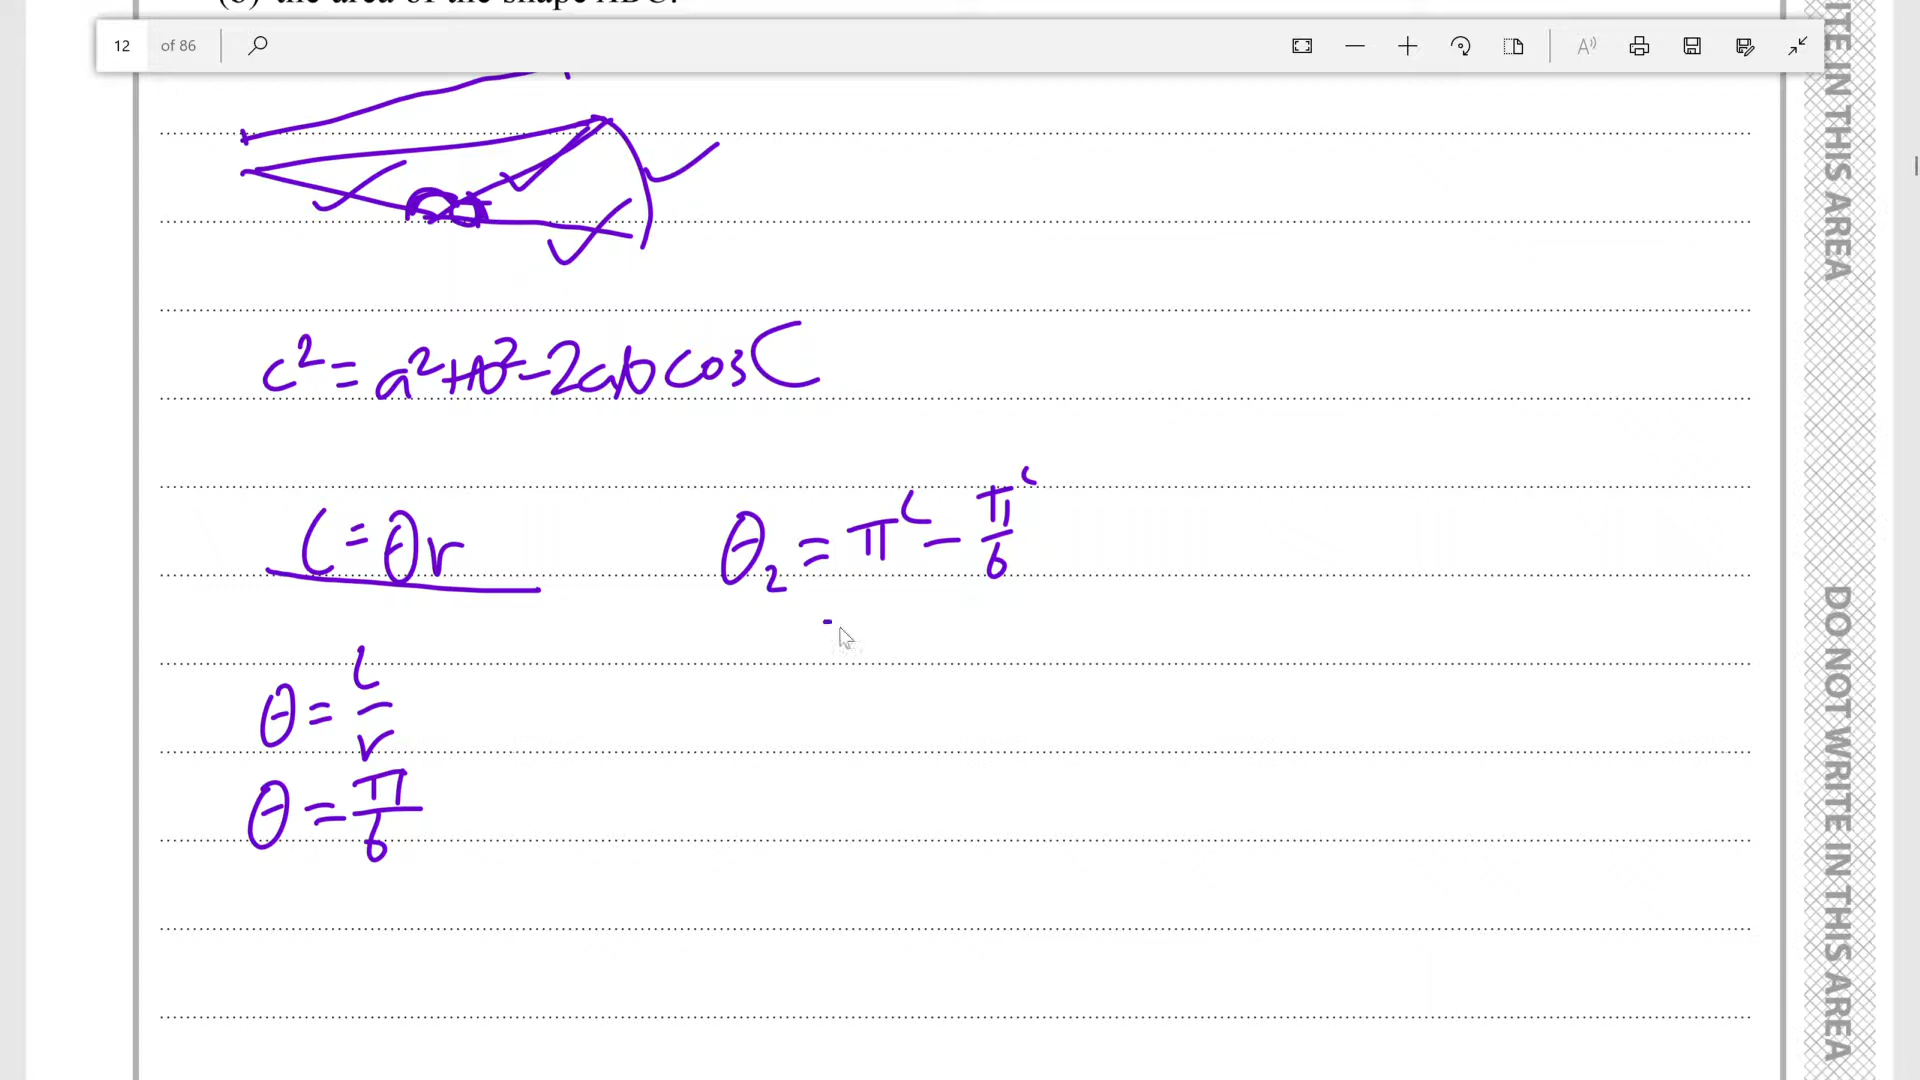 (b) the area of the shape ABC.
12 of 86
c² = a² + b² - 2ab cos C
l = θr
θ₂ = π^c - π/6^c
=
θ = l/r
θ = π/6
ITE IN THIS AREA
DO NOT WRITE IN THIS AREA